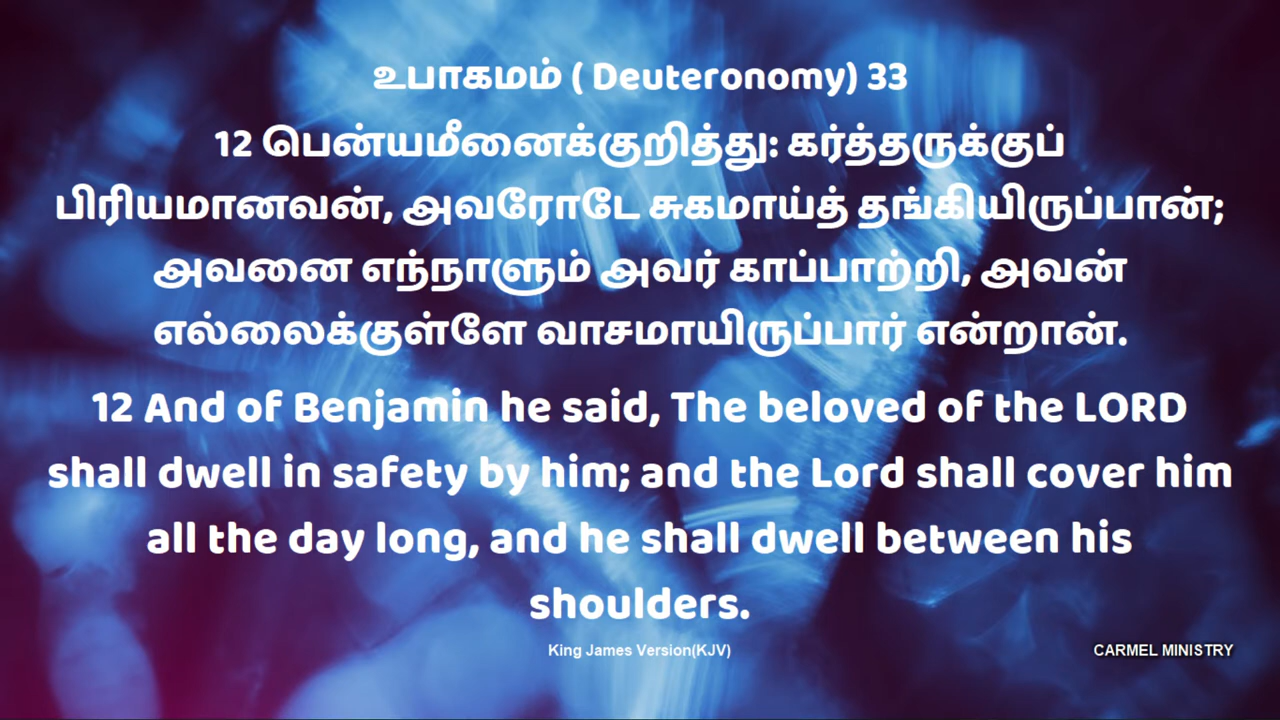 உபாகமம் ( Deuteronomy) 33
12 பென்யமீனைக்குறித்து: கர்த்தருக்குப்
பிரியமானவன், அவரோடே சுகமாய்த் தங்கியிருப்பான்;
அவனை எந்நாளும் அவர் காப்பாற்றி, அவன்
எல்லைக்குள்ளே வாசமாயிருப்பார் என்றான்.
12 And of Benjamin he said, The beloved of the LORD
shall dwell in safety by him; and the Lord shall cover him
all the day long, and he shall dwell between his
shoulders.
King James Version(KJV)
CARMEL MINISTRY